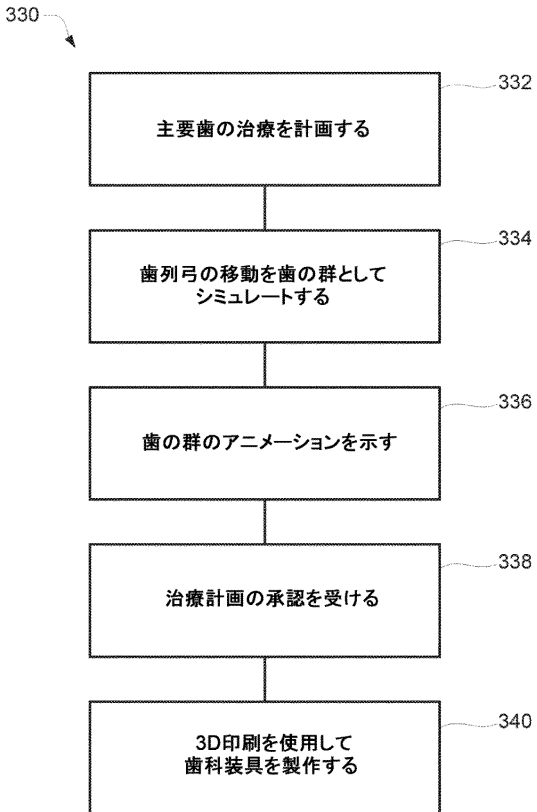 330
332
主要歯の治療を計画する
334
歯列弓の移動を歯の群として
シミュレートする
336
歯の群のアニメーションを示す
338
治療計画の承認を受ける
340
3D印刷を使用して
歯科装具を製作する